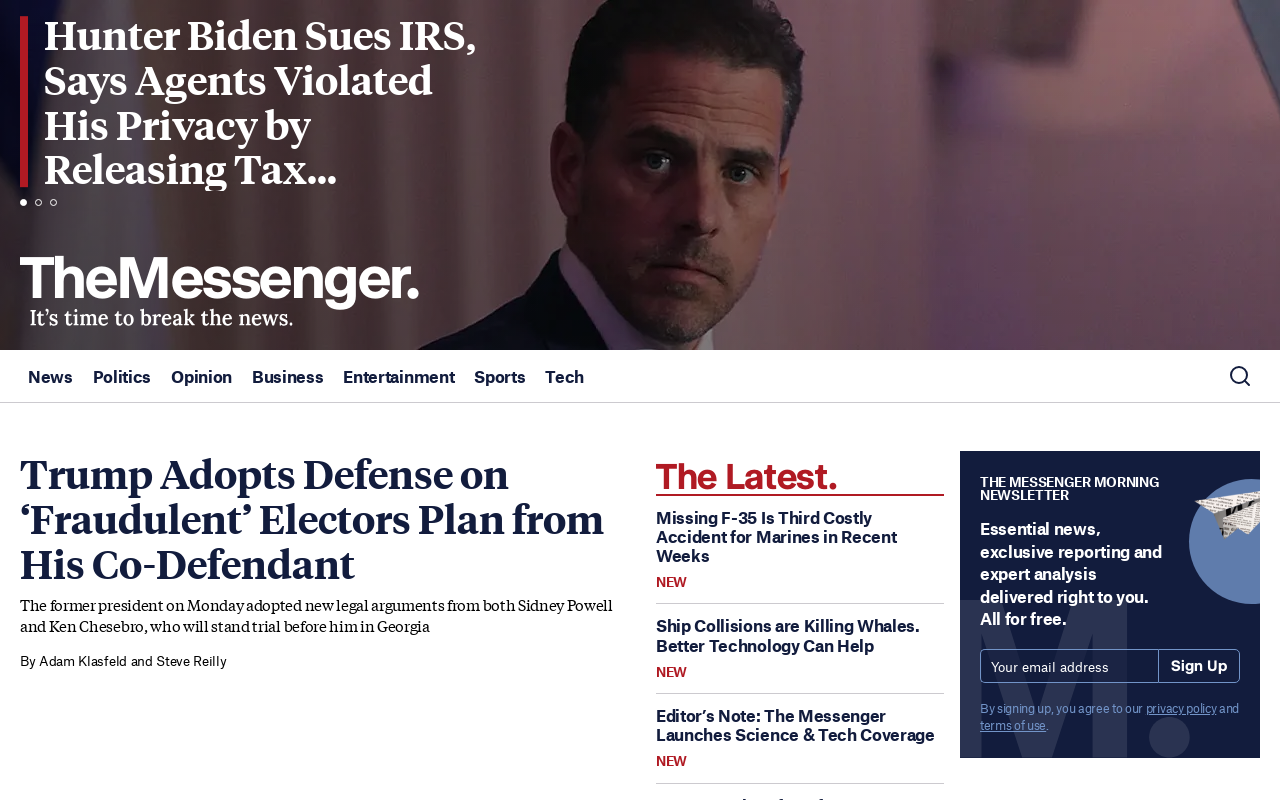 Hunter Biden Sues IRS,
Says Agents Violated
His Privacy by
Releasing Tax...
TheMessenger.
It's time to break the news.
News Politics Opinion Business Entertainment Sports Tech
Trump Adopts Defense on
‘Fraudulent’ Electors Plan from
His Co-Defendant
The former president on Monday adopted new legal arguments from both Sidney Powell
and Ken Chesebro, who will stand trial before him in Georgia
By Adam Klasfeld and Steve Reilly
The Latest.
Missing F-35 Is Third Costly
Accident for Marines in Recent
Weeks
NEW
Ship Collisions are Killing Whales.
Better Technology Can Help
NEW
Editor’s Note: The Messenger
Launches Science & Tech Coverage
NEW
THE MESSENGER MORNING
NEWSLETTER
Essential news,
exclusive reporting and
expert analysis
delivered right to you.
All for free.
Your email address Sign Up
By signing up, you agree to our privacy policy and
terms of use.
M.